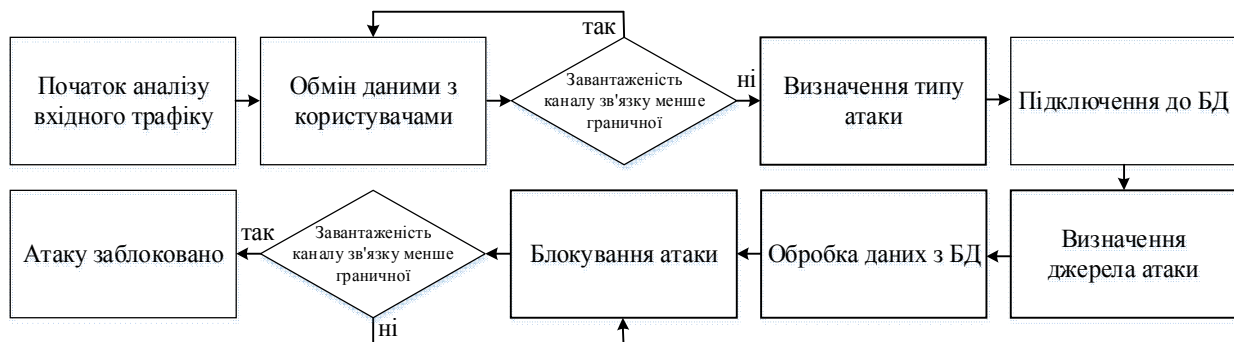 так
Початок аналізу
вхідного трафіку
Обмін даними з
користувачами
Завантаженість
каналу зв'язку менше
граничної
ні
Визначення типу
атаки
Підключення до БД
Атаку заблоковано
так
Завантаженість
каналу зв'язку менше
граничної
ні
Блокування атаки
Обробка даних з БД
Визначення
джерела атаки